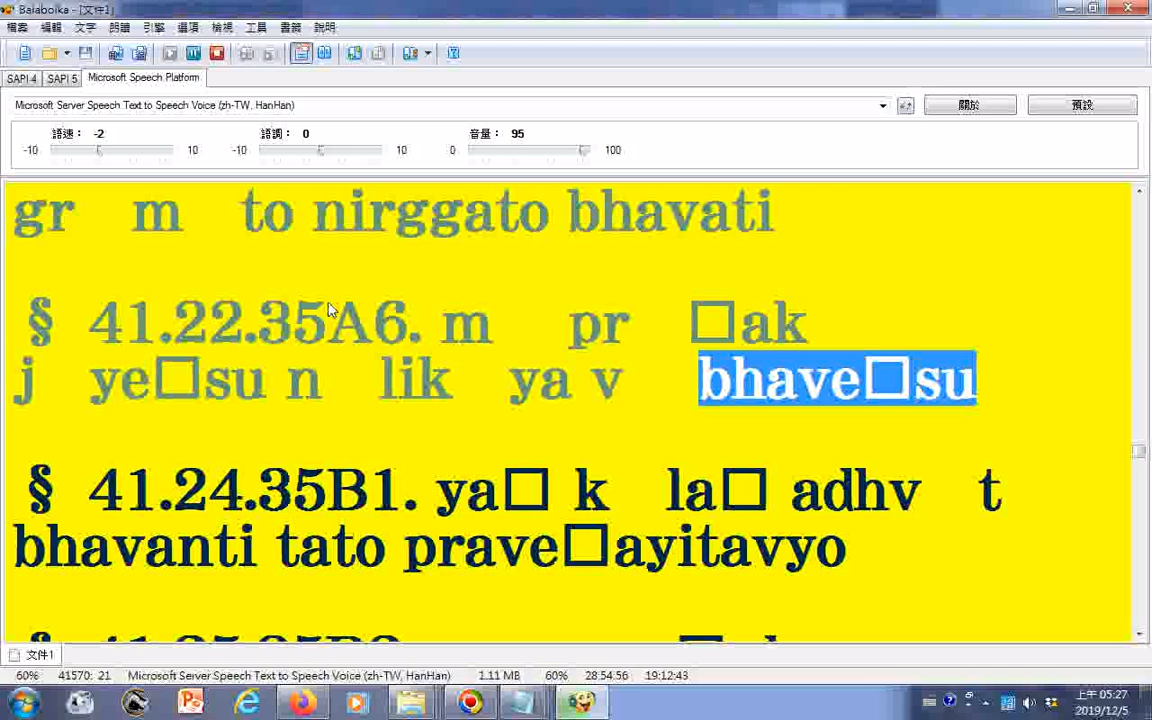 Balabolka - [文件1]
檔案 編輯 文字 朗讀 引擎 選項 檢視 工具 書籤 說明
SAPI 4 SAPI 5 Microsoft Speech Platform
Microsoft Server Speech Text to Speech Voice (zh-TW, HanHan) 關於 預設
語速： -2 語調： 0 音量： 95
-10 10 -10 10 0 100
gr m to nirggato bhavati
§ 41.22.35A6. m pr □ak
j ye□su n lik ya v bhave□su
§ 41.24.35B1. ya□ k la□ adhv t
bhavanti tato prave□ayitavyo
文件1
60% 41570: 21 Microsoft Server Speech Text to Speech Voice (zh-TW, HanHan) 1.11 MB 60% 28:54:56 19:12:43
上午 05:27
2019/12/5